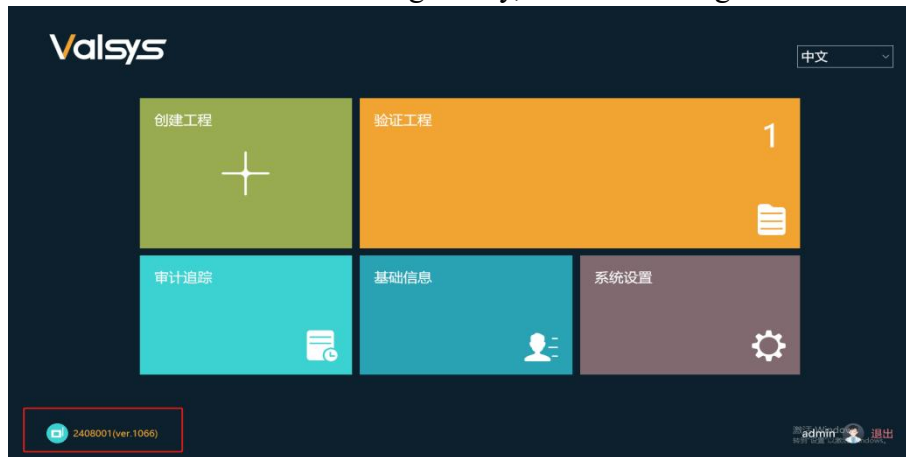 Valsys
中文
创建工程
验证工程
1
审计追踪
基础信息
系统设置
2408001(ver.1066)
admin
退出